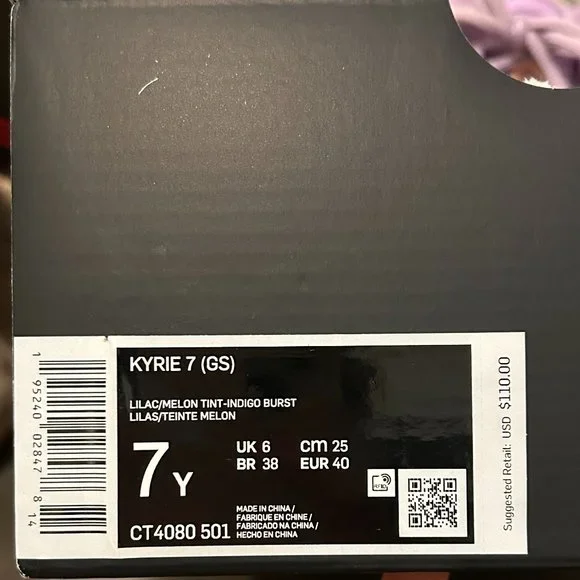 KYRIE 7 (GS)
LILAC/MELON TINT-INDIGO BURST
LILAS/TEINTE MELON
7 Y
UK 6 cm 25
BR 38 EUR 40
CT4080 501
MADE IN CHINA /
FABRIQUE EN CHINE /
FABRICADO NA CHINA /
HECHO EN CHINA
1 95240 02847 8 14
Suggested Retail: USD $110.00